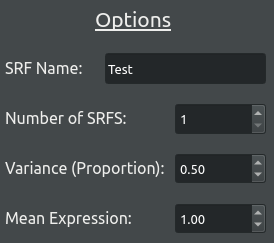 Options
SRF Name: Test
Number of SRFS: 1
Variance (Proportion): 0.50
Mean Expression: 1.00